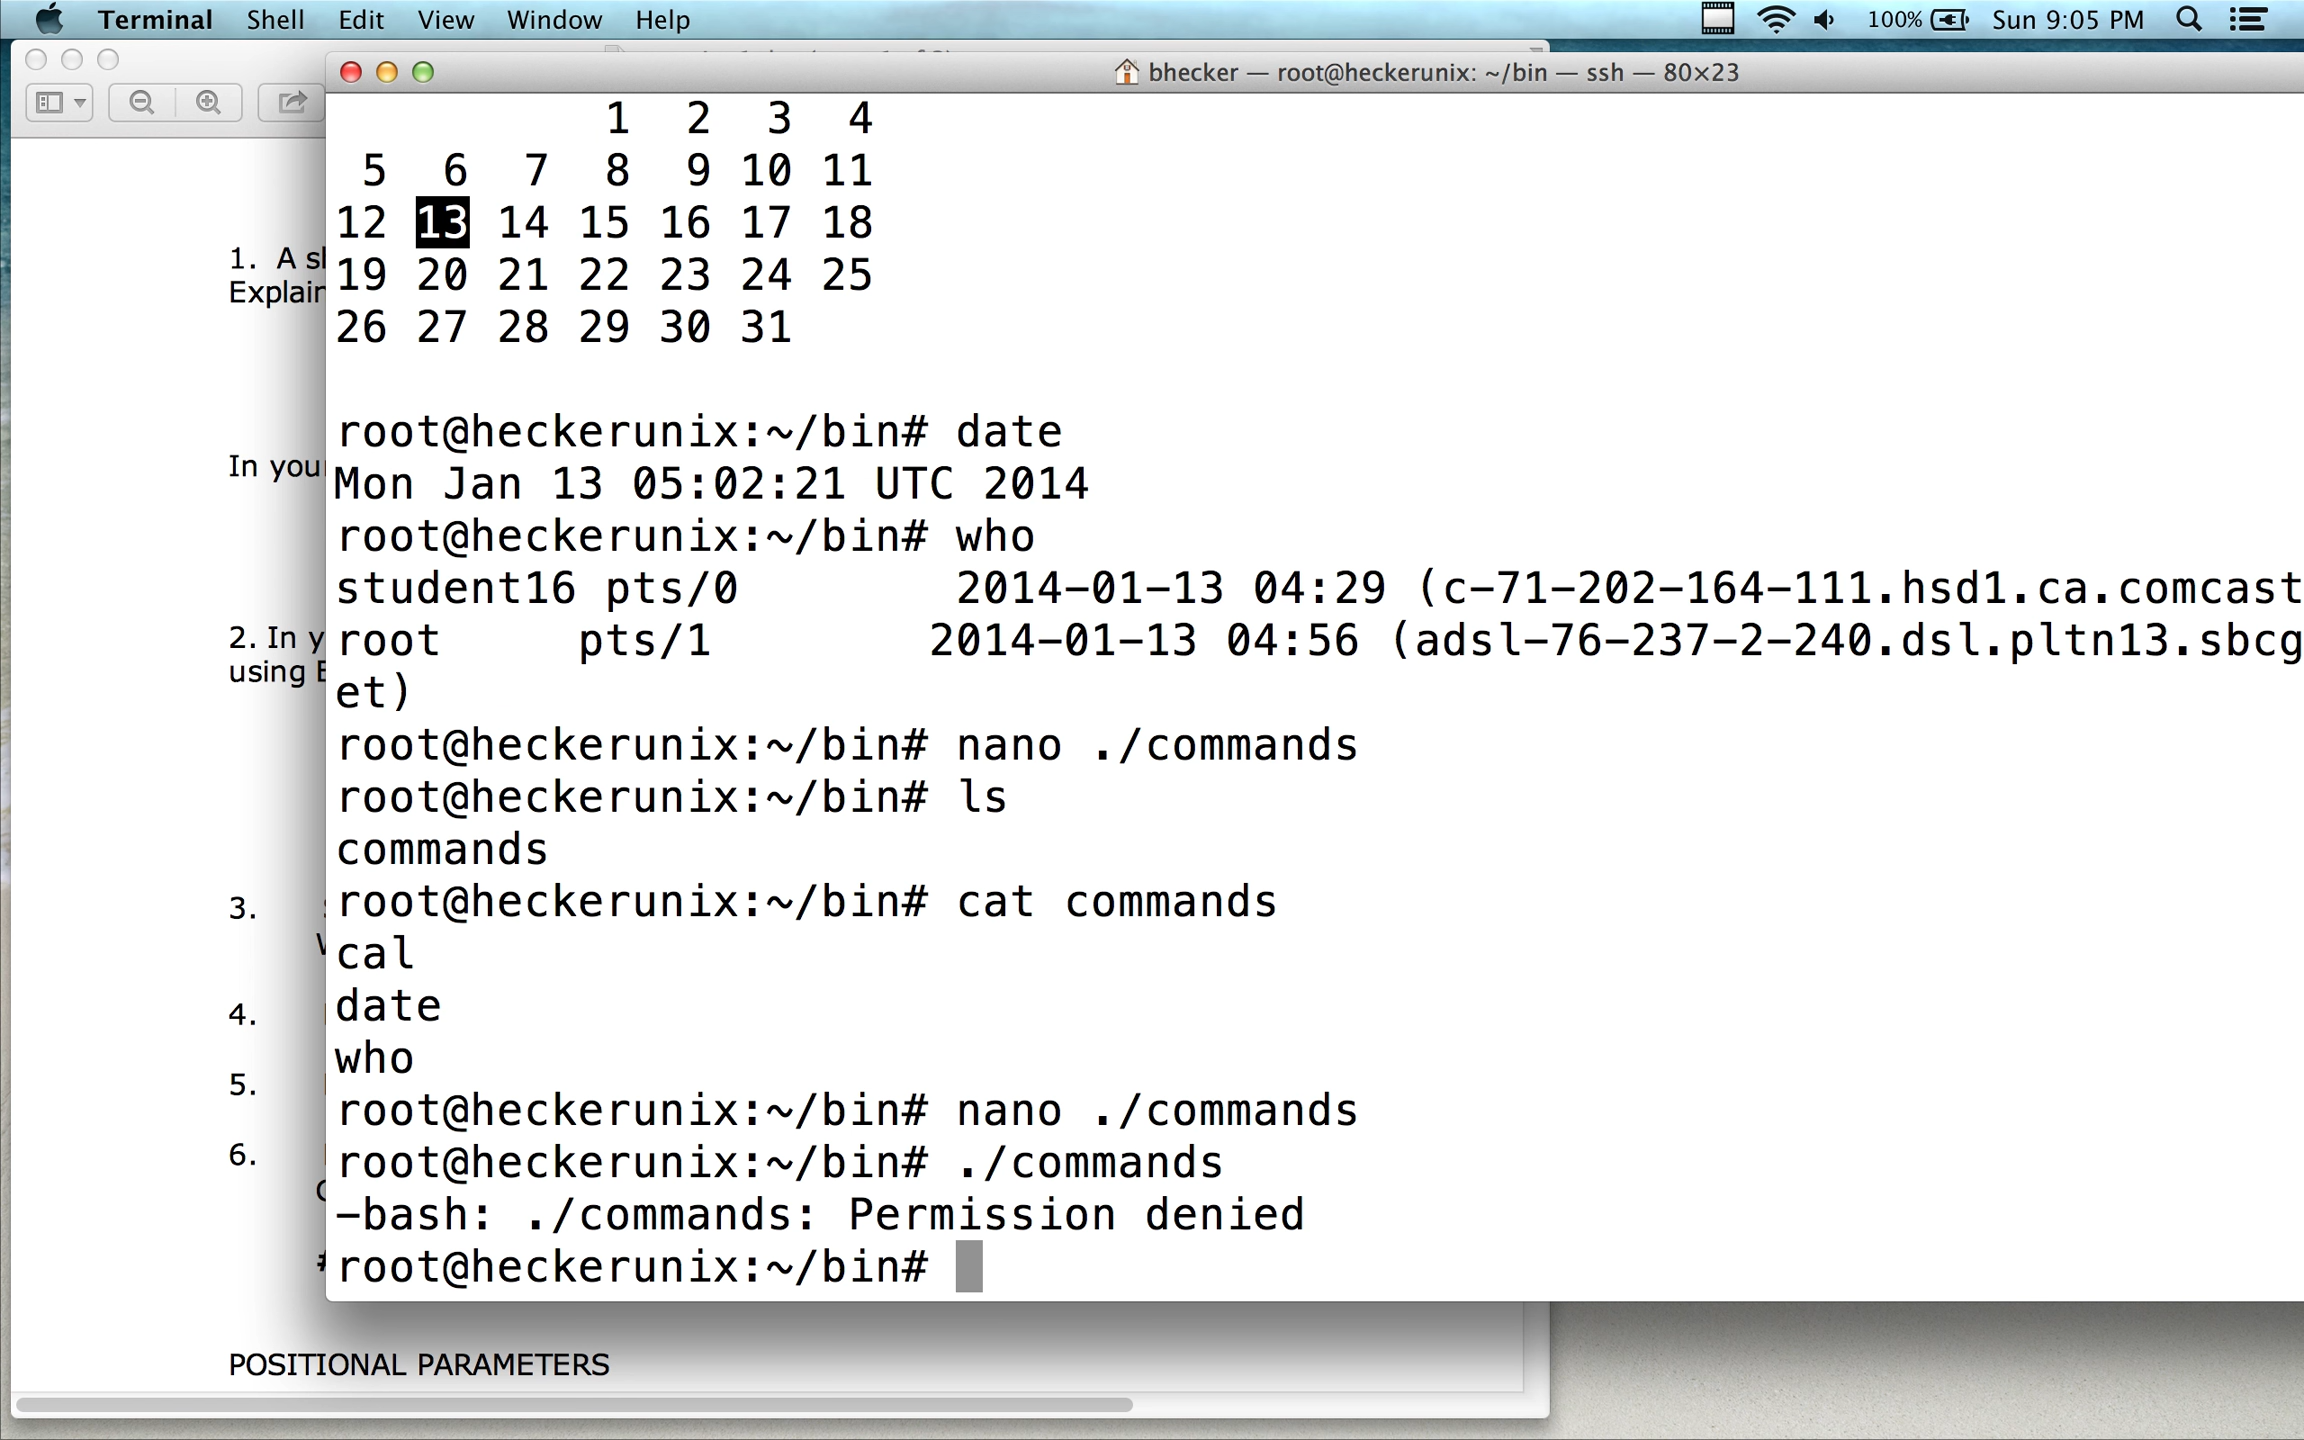 Terminal Shell Edit View Window Help 100% Sun 9:05 PM
bhecker — root@heckerunix: ~/bin — ssh — 80×23
1 2 3 4
5 6 7 8 9 10 11
12 13 14 15 16 17 18
19 20 21 22 23 24 25
26 27 28 29 30 31
root@heckerunix:~/bin# date
Mon Jan 13 05:02:21 UTC 2014
root@heckerunix:~/bin# who
student16 pts/0 2014-01-13 04:29 (c-71-202-164-111.hsd1.ca.comcast
root pts/1 2014-01-13 04:56 (adsl-76-237-2-240.dsl.pltn13.sbcg
et)
root@heckerunix:~/bin# nano ./commands
root@heckerunix:~/bin# ls
commands
root@heckerunix:~/bin# cat commands
cal
date
who
root@heckerunix:~/bin# nano ./commands
root@heckerunix:~/bin# ./commands
-bash: ./commands: Permission denied
root@heckerunix:~/bin#
1. A
Explain
In your
2. In
using
3.
4.
5.
6.
#
POSITIONAL PARAMETERS